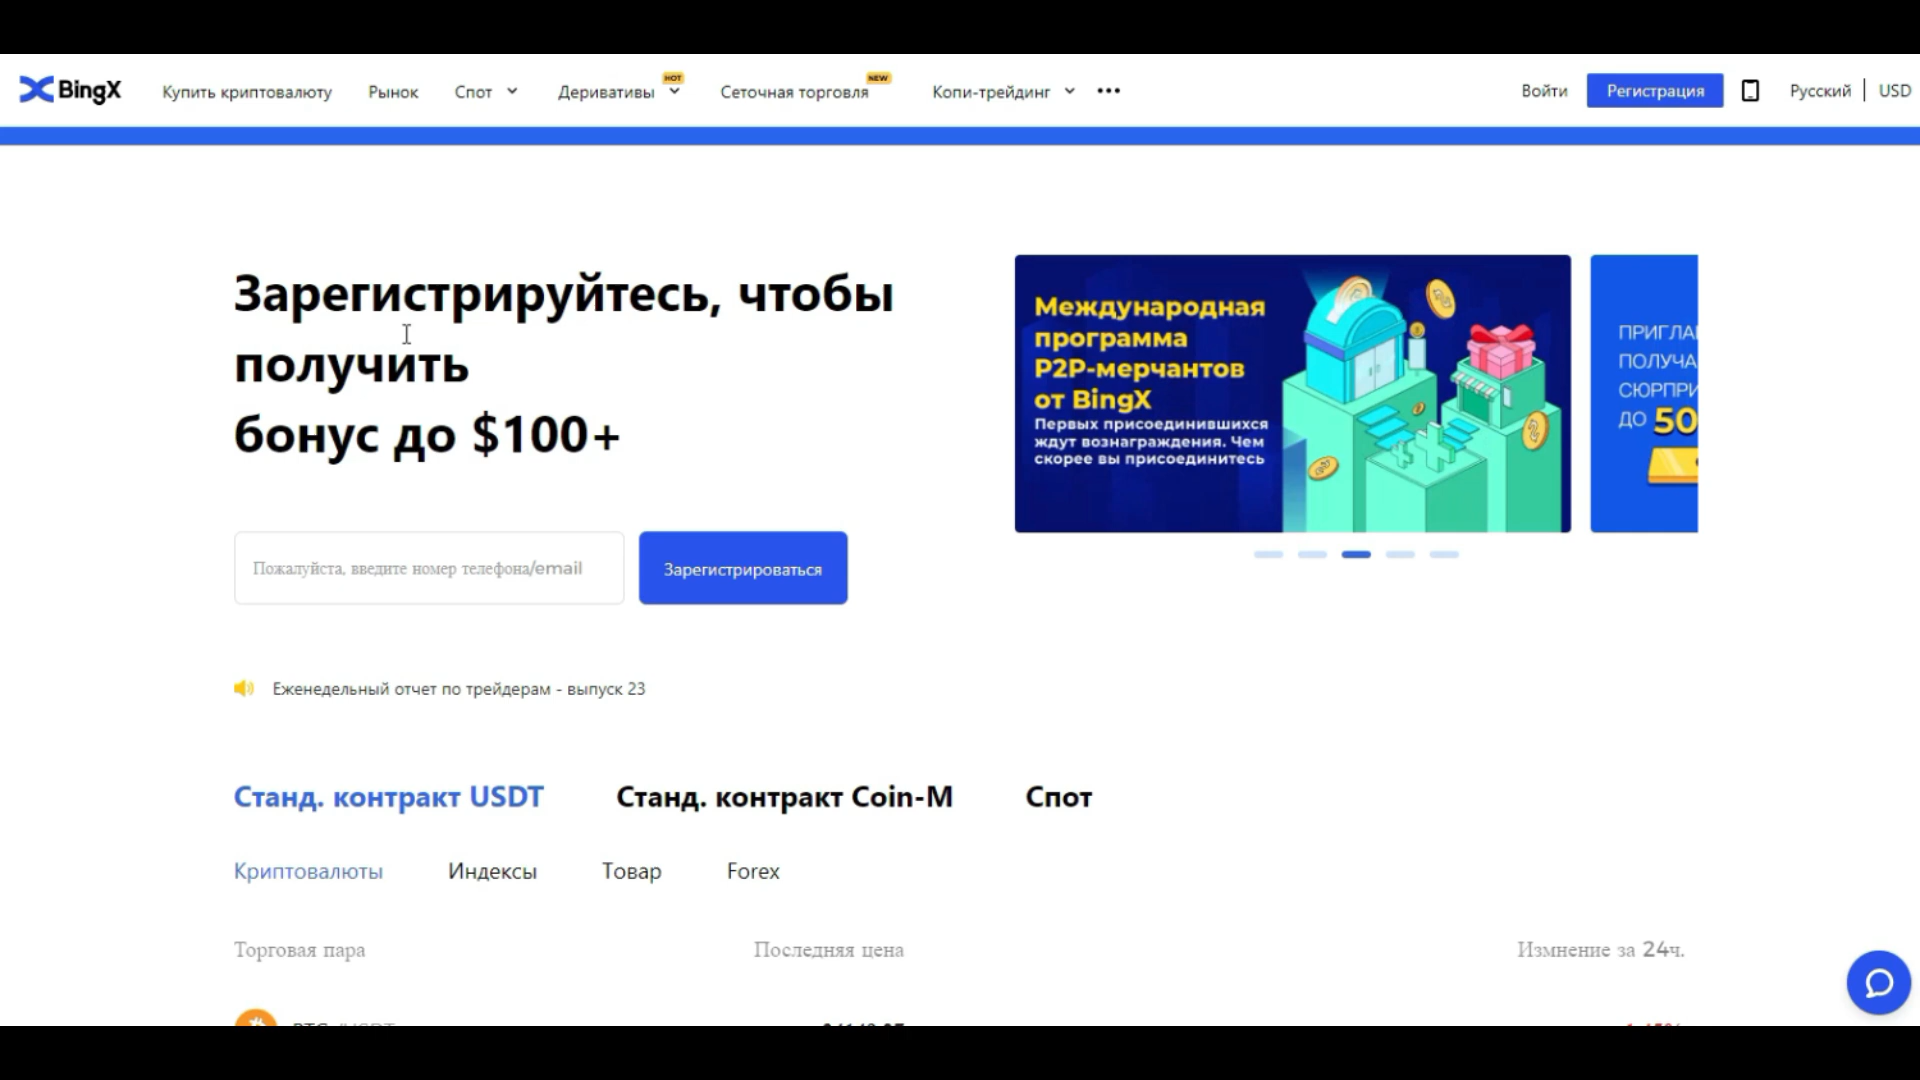 BingX
Купить криптовалюту
Рынок
Спот
Деривативы
HOT
Сеточная торговля
NEW
Копи-трейдинг
Войти
Регистрация
Русский
USD
Зарегистрируйтесь, чтобы
получить
бонус до $100+
Пожалуйста, введите номер телефона/email
Зарегистрироваться
Международная
программа
P2P-мерчантов
от BingX
Первых присоединившихся
ждут вознаграждения. Чем
скорее вы присоединитесь
ДО 50
Еженедельный отчет по трейдерам - выпуск 23
Станд. контракт USDT
Станд. контракт Coin-M
Спот
Криптовалюты
Индексы
Товар
Forex
Торговая пара
Последняя цена
Измнение за 24ч.